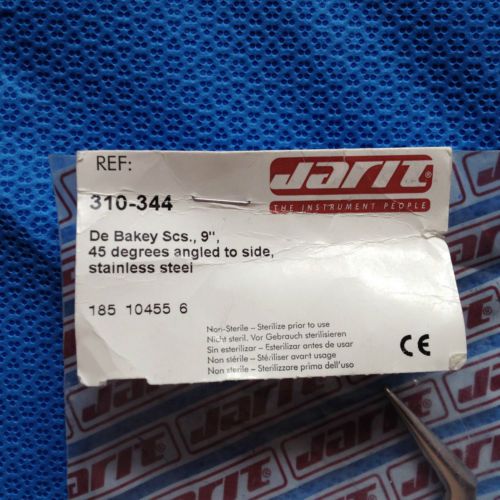 REF:
JARIT®
THE INSTRUMENT PEOPLE
310-344
De Bakey Scs., 9",
45 degrees angled to side,
stainless steel
185 10455 6
Non-Sterile – Sterilize prior to use
Nicht steril. Vor Gebrauch sterilisieren
Sin esterilizar – Esterilizar antes de usar
Non stérile – Stériliser avant usage
Non sterile – Sterilizzare prima dell'uso
CE
JARIT